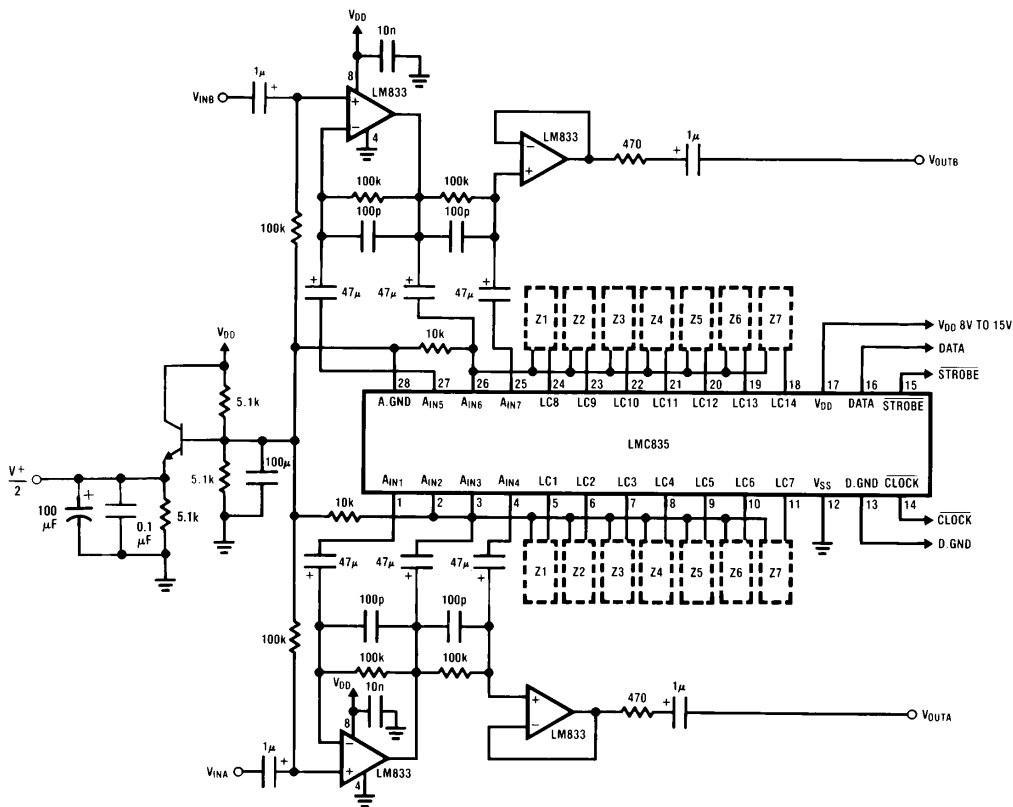 VDD
10n
1μ
8
LM833
VINB
+
−
4
LM833
−
+
470
+
1μ
VOUTB
100k
100k
100p
100p
100k
+
47μ
+
47μ
+
47μ
Z1 Z2 Z3 Z4 Z5 Z6 Z7
VDD 8V TO 15V
DATA
STROBE
10k
VDD
28 27 26 25 24 23 22 21 20 19 18 17 16 15
A.GND AIN5 AIN6 AIN7 LC8 LC9 LC10 LC11 LC12 LC13 LC14 VDD DATA STROBE
5.1k
LMC835
V+
2
5.1k
100μ
AIN1 AIN2 AIN3 AIN4 LC1 LC2 LC3 LC4 LC5 LC6 LC7 VSS D.GND CLOCK
1 2 3 4 5 6 7 8 9 10 11 12 13 14
+
100
μF
0.1
μF
5.1k
10k
CLOCK
D.GND
47μ
+
47μ
+
47μ
+
Z1 Z2 Z3 Z4 Z5 Z6 Z7
100p
100p
100k
100k
100k
VDD
10n
8
+
−
LM833
470
+
1μ
VOUTA
1μ
+
VINA
−
+
4
LM833